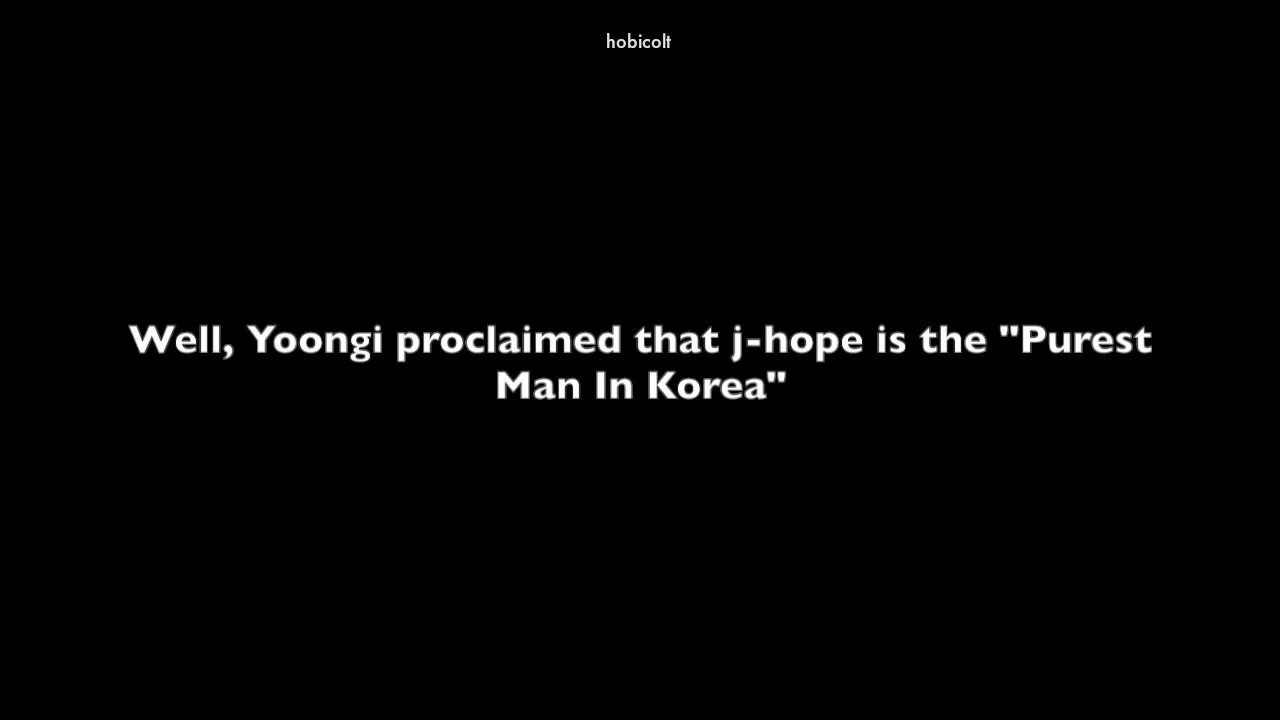 hobicolt
Well, Yoongi proclaimed that j-hope is the "Purest
Man In Korea"